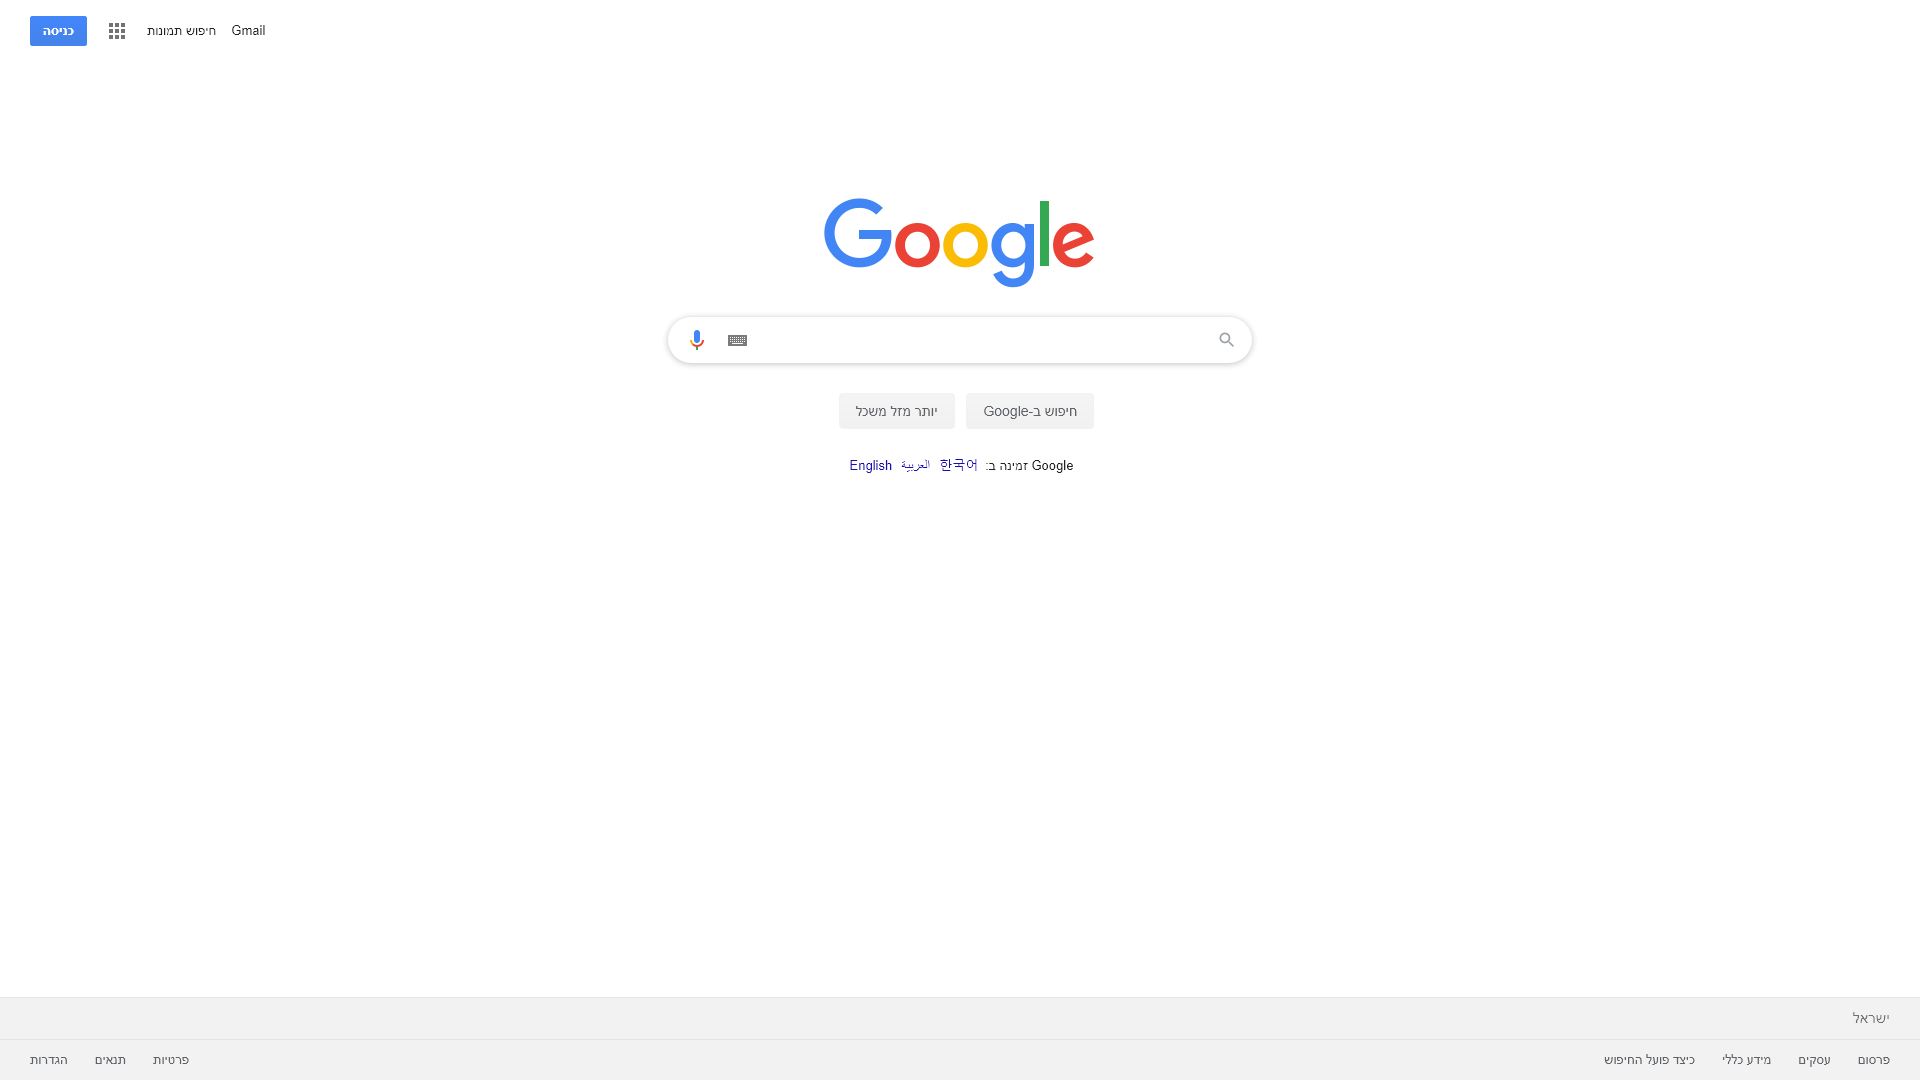 Gmail חיפוש תמונות כניסה
Google
חיפוש ב-Google יותר מזל משכל
Google זמינה ב: 한국어 العربية English
ישראל
פרסום עסקים מידע כללי כיצד פועל החיפוש פרטיות תנאים הגדרות